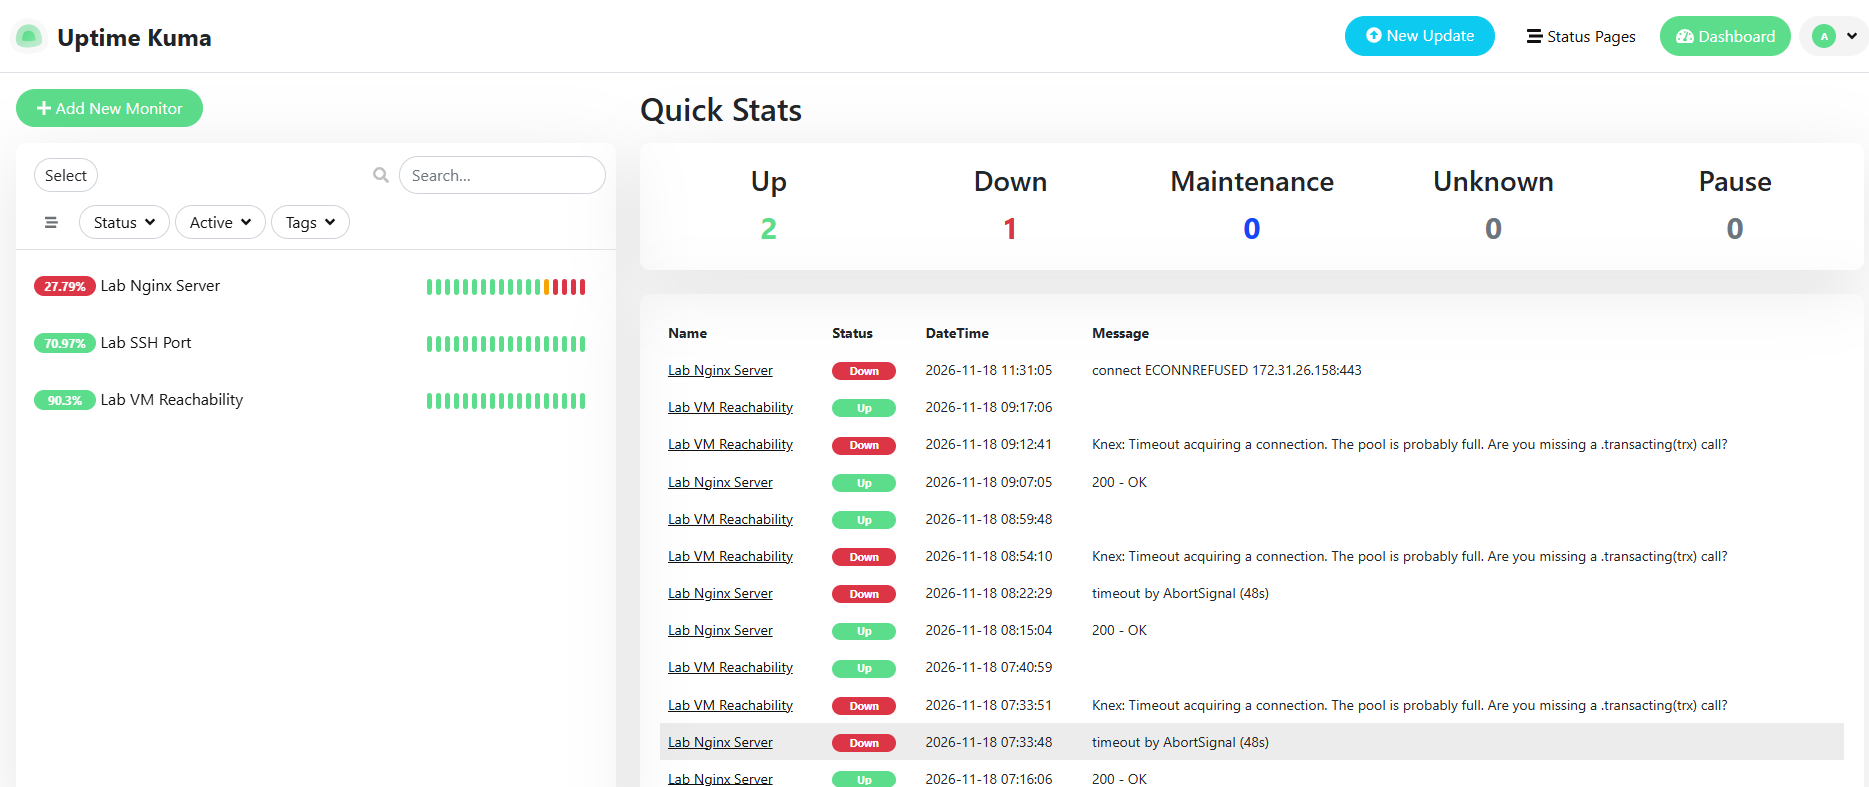 Uptime Kuma
New Update
Status Pages
Dashboard
A
Add New Monitor
Select
Search...
Status
Active
Tags
27.79% Lab Nginx Server
70.97% Lab SSH Port
90.3% Lab VM Reachability
Quick Stats
Up Down Maintenance Unknown Pause
2 1 0 0 0
Name Status DateTime Message
Lab Nginx Server Down 2026-11-18 11:31:05 connect ECONNREFUSED 172.31.26.158:443
Lab VM Reachability Up 2026-11-18 09:17:06
Lab VM Reachability Down 2026-11-18 09:12:41 Knex: Timeout acquiring a connection. The pool is probably full. Are you missing a .transacting(trx) call?
Lab Nginx Server Up 2026-11-18 09:07:05 200 - OK
Lab VM Reachability Up 2026-11-18 08:59:48
Lab VM Reachability Down 2026-11-18 08:54:10 Knex: Timeout acquiring a connection. The pool is probably full. Are you missing a .transacting(trx) call?
Lab Nginx Server Down 2026-11-18 08:22:29 timeout by AbortSignal (48s)
Lab Nginx Server Up 2026-11-18 08:15:04 200 - OK
Lab VM Reachability Up 2026-11-18 07:40:59
Lab VM Reachability Down 2026-11-18 07:33:51 Knex: Timeout acquiring a connection. The pool is probably full. Are you missing a .transacting(trx) call?
Lab Nginx Server Down 2026-11-18 07:33:48 timeout by AbortSignal (48s)
Lab Nginx Server Up 2026-11-18 07:16:06 200 - OK